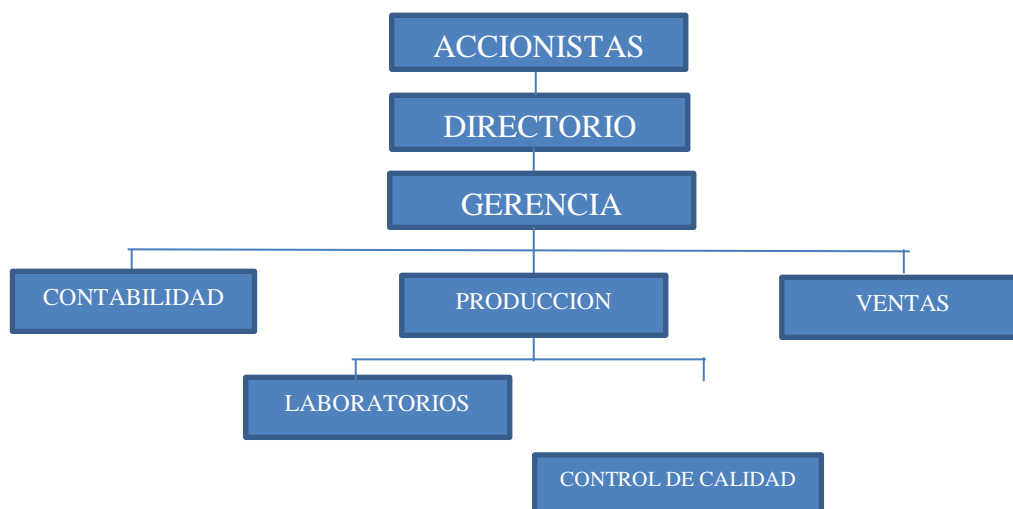 ACCIONISTAS
DIRECTORIO
GERENCIA
CONTABILIDAD
PRODUCCION
VENTAS
LABORATORIOS
CONTROL DE CALIDAD